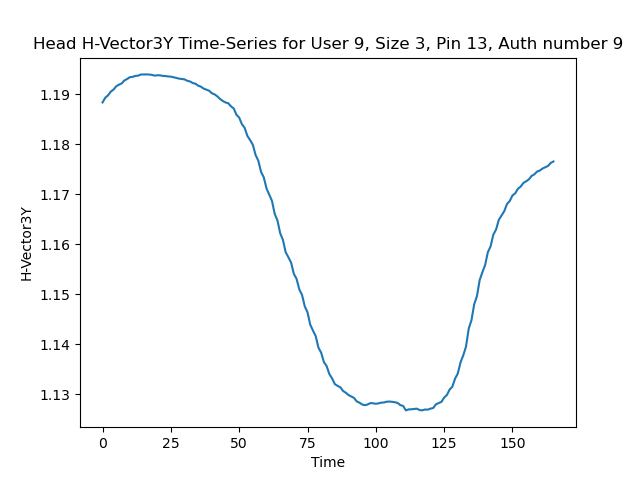 Head H-Vector3Y Time-Series for User 9, Size 3, Pin 13, Auth number 9
1.19
1.18
1.17
1.16
1.15
1.14
1.13
H-Vector3Y
0 25 50 75 100 125 150
Time